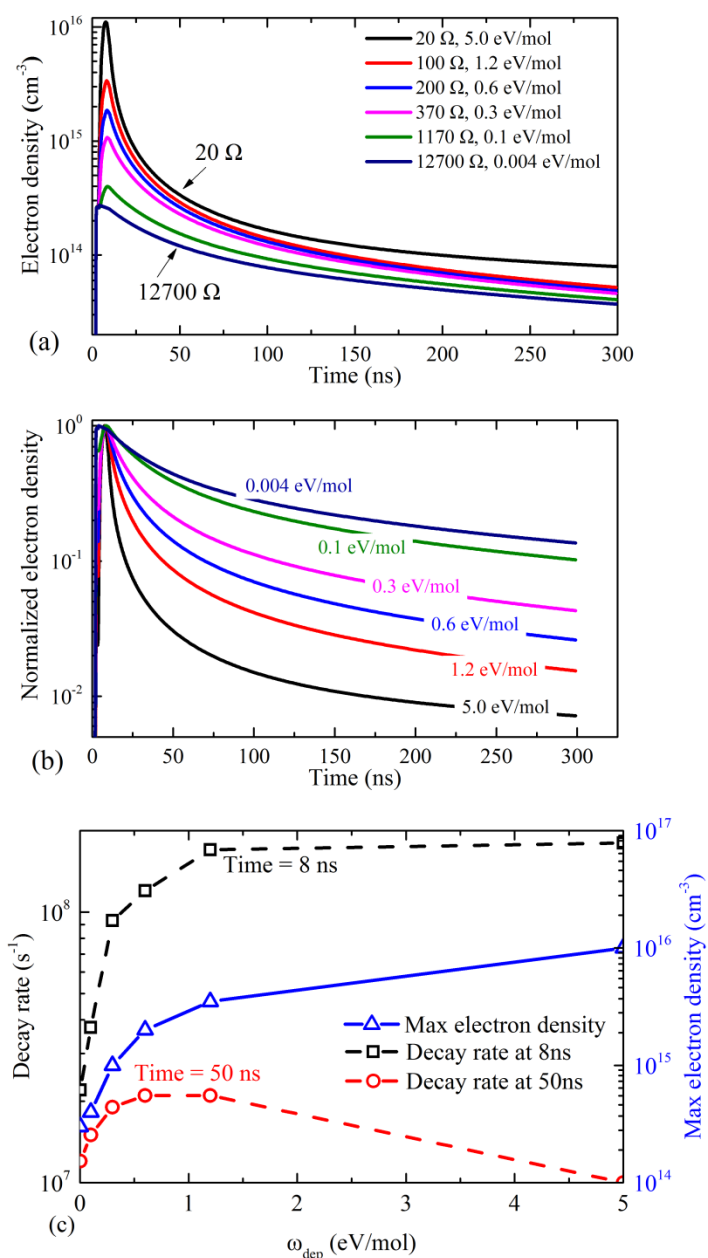 10^16
10^15
10^14
Electron density (cm^-3)
20 Ω, 5.0 eV/mol
100 Ω, 1.2 eV/mol
200 Ω, 0.6 eV/mol
370 Ω, 0.3 eV/mol
1170 Ω, 0.1 eV/mol
12700 Ω, 0.004 eV/mol
20 Ω
12700 Ω
0 50 100 150 200 250 300
(a)
Time (ns)
10^0
10^-1
10^-2
Normalized electron density
0.004 eV/mol
0.1 eV/mol
0.3 eV/mol
0.6 eV/mol
1.2 eV/mol
5.0 eV/mol
0 50 100 150 200 250 300
(b)
Time (ns)
10^8
10^7
Decay rate (s^-1)
10^17
10^16
10^15
10^14
Max electron density (cm^-3)
Time = 8 ns
Max electron density
Decay rate at 8ns
Decay rate at 50ns
Time = 50 ns
0 1 2 3 4 5
(c)
ω_dep (eV/mol)